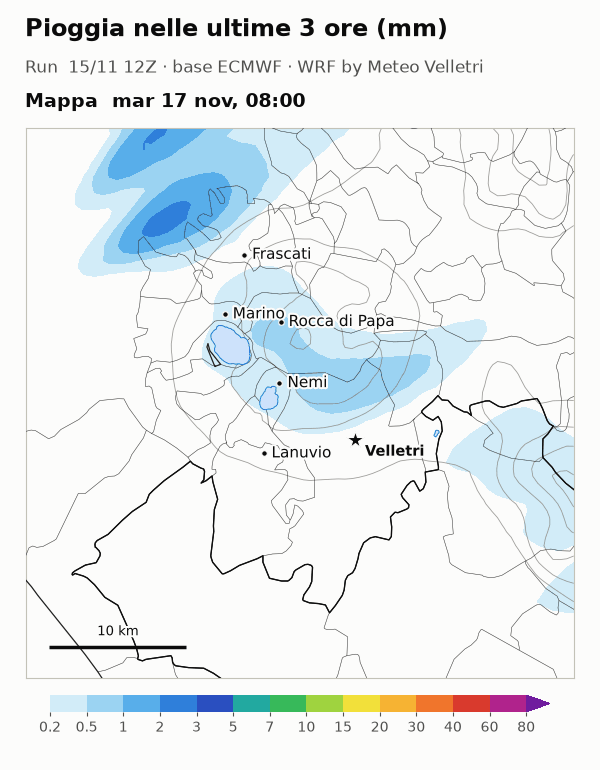 Pioggia nelle ultime 3 ore (mm)
Run 15/11 12Z · base ECMWF · WRF by Meteo Velletri
Mappa mar 17 nov, 08:00
Frascati
Marino
Rocca di Papa
Nemi
Velletri
Lanuvio
10 km
0.2 0.5 1 2 3 5 7 10 15 20 30 40 60 80